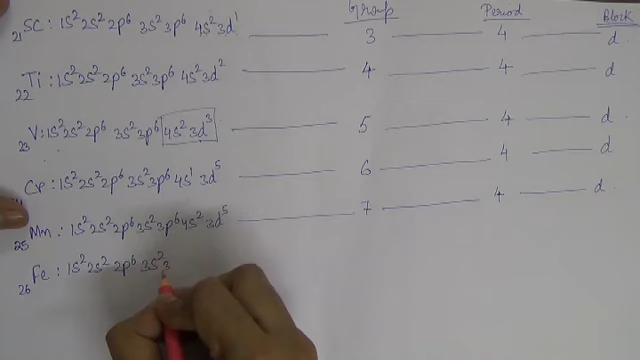 Group Period Block
21Sc : 1s² 2s² 2p⁶ 3s² 3p⁶ 4s² 3d¹ 3 4 d
22Ti : 1s² 2s² 2p⁶ 3s² 3p⁶ 4s² 3d² 4 4 d
23V : 1s² 2s² 2p⁶ 3s² 3p⁶ 4s² 3d³ 5 4 d
Cr : 1s² 2s² 2p⁶ 3s² 3p⁶ 4s¹ 3d⁵ 6 4 d
25Mn : 1s² 2s² 2p⁶ 3s² 3p⁶ 4s² 3d⁵ 7 4 d
26Fe : 1s² 2s² 2p⁶ 3s² 3